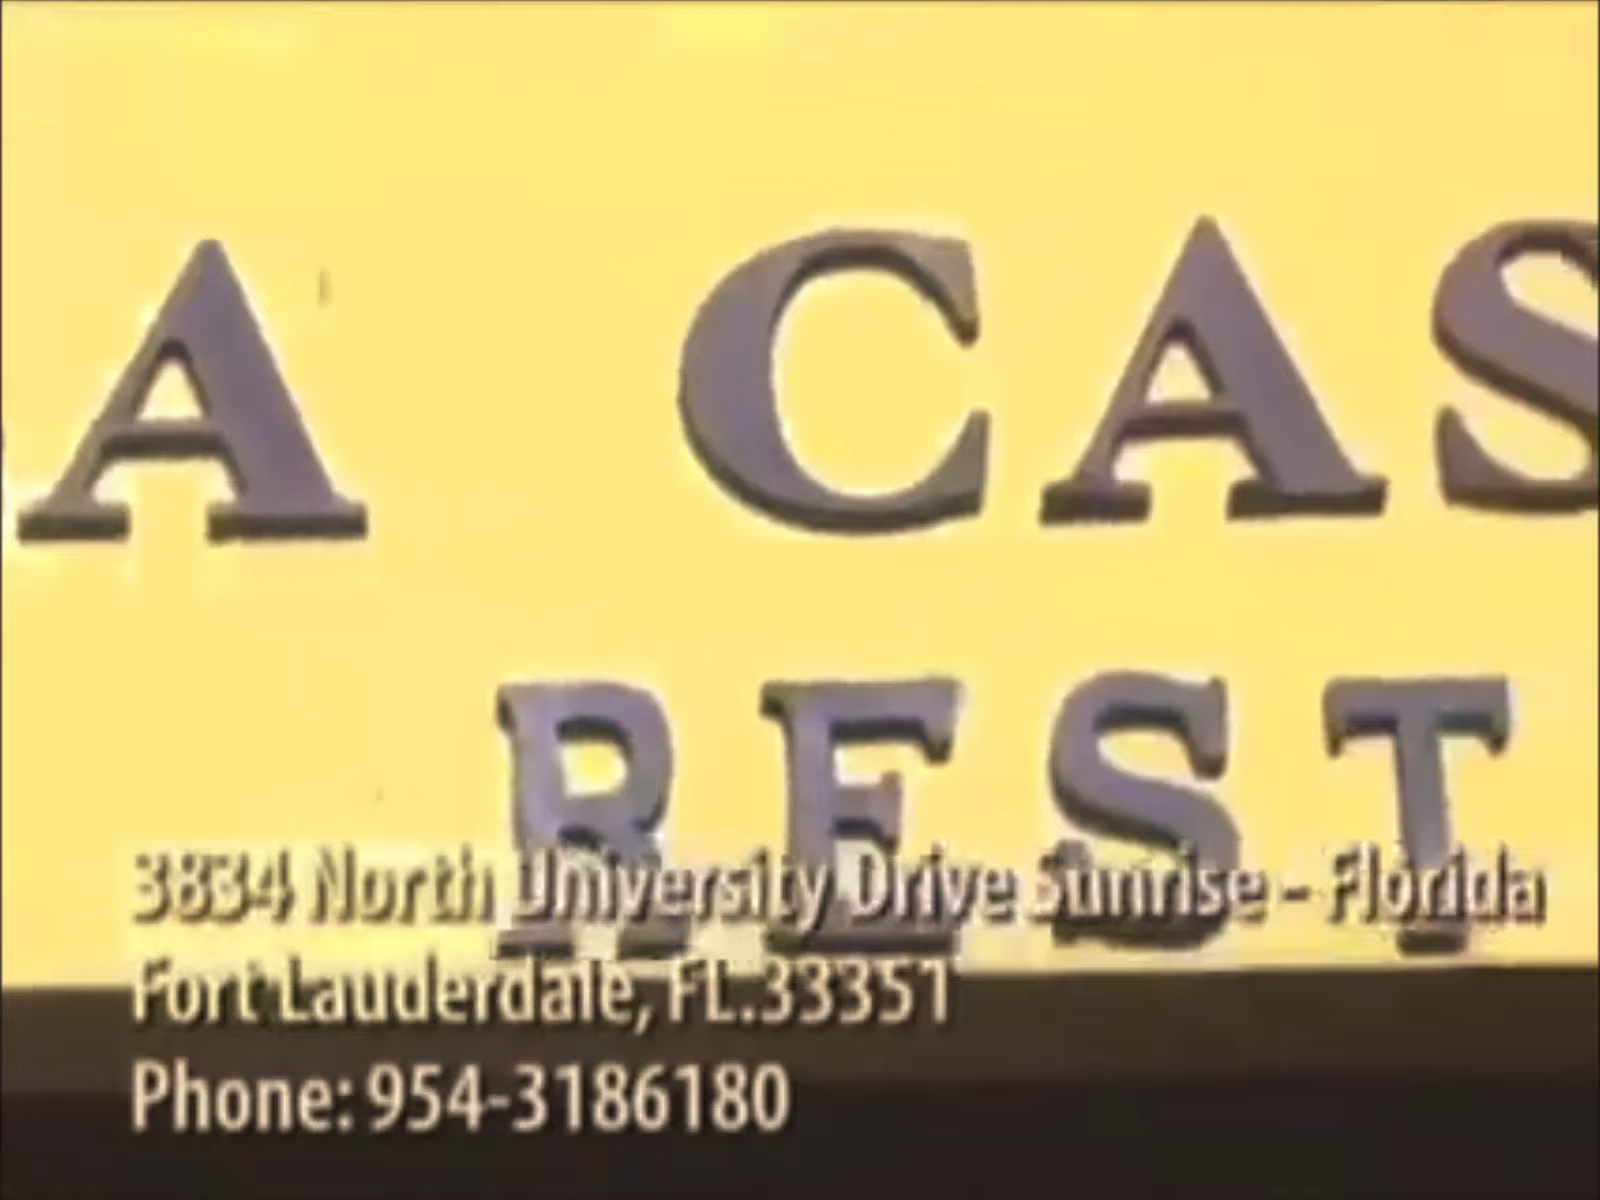 A CAS
REST
3834 North University Drive Sunrise – Florida
Fort Lauderdale, FL.33351
Phone: 954-3186180